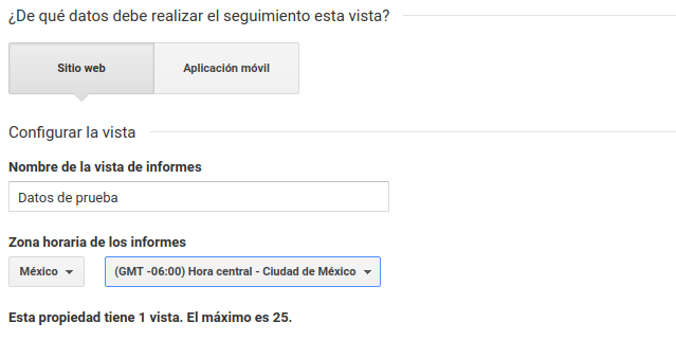 ¿De qué datos debe realizar el seguimiento esta vista?
Sitio web
Aplicación móvil
Configurar la vista
Nombre de la vista de informes
Datos de prueba
Zona horaria de los informes
México
(GMT -06:00) Hora central - Ciudad de México
Esta propiedad tiene 1 vista. El máximo es 25.